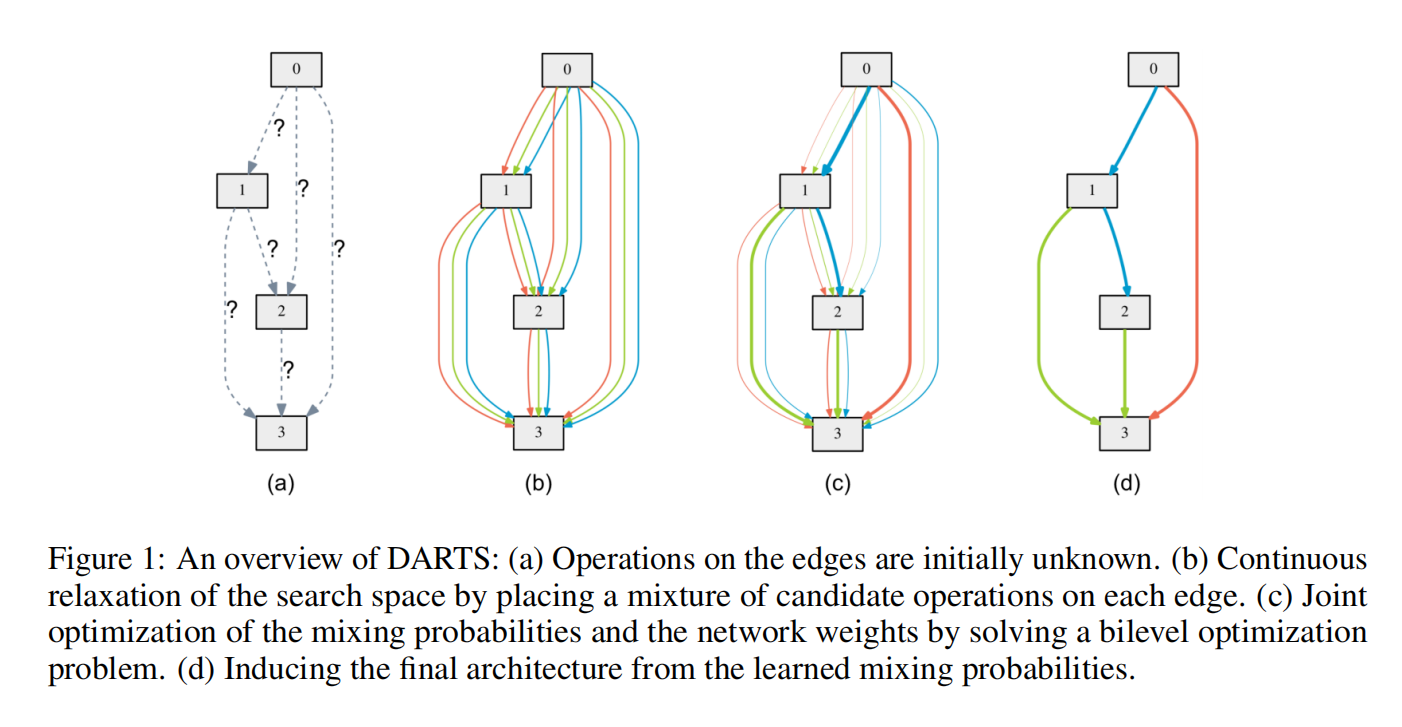 0
0
0
0
?
1
?
1
1
1
?
?
?
2
2
2
2
?
3
3
3
3
(a)
(b)
(c)
(d)
Figure 1: An overview of DARTS: (a) Operations on the edges are initially unknown. (b) Continuous
relaxation of the search space by placing a mixture of candidate operations on each edge. (c) Joint
optimization of the mixing probabilities and the network weights by solving a bilevel optimization
problem. (d) Inducing the final architecture from the learned mixing probabilities.